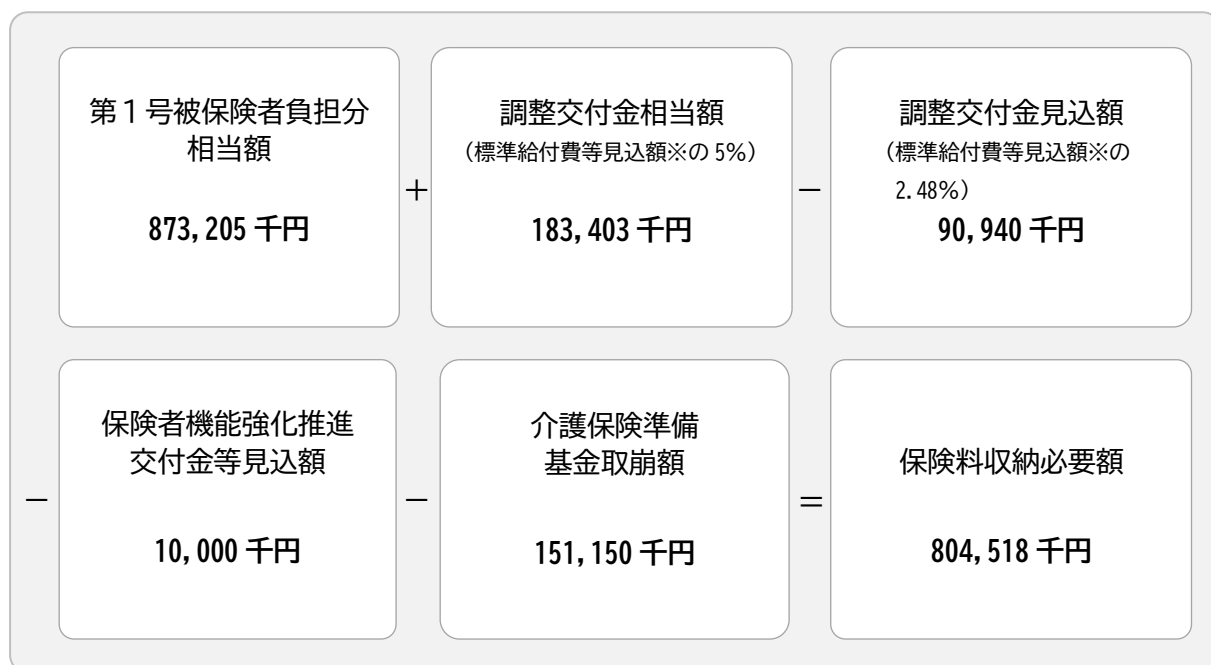 第１号被保険者負担分
相当額
873,205 千円
＋
調整交付金相当額
（標準給付費等見込額※の 5%）
183,403 千円
－
調整交付金見込額
（標準給付費等見込額※の
2.48%）
90,940 千円
－
保険者機能強化推進
交付金等見込額
10,000 千円
－
介護保険準備
基金取崩額
151,150 千円
＝
保険料収納必要額
804,518 千円